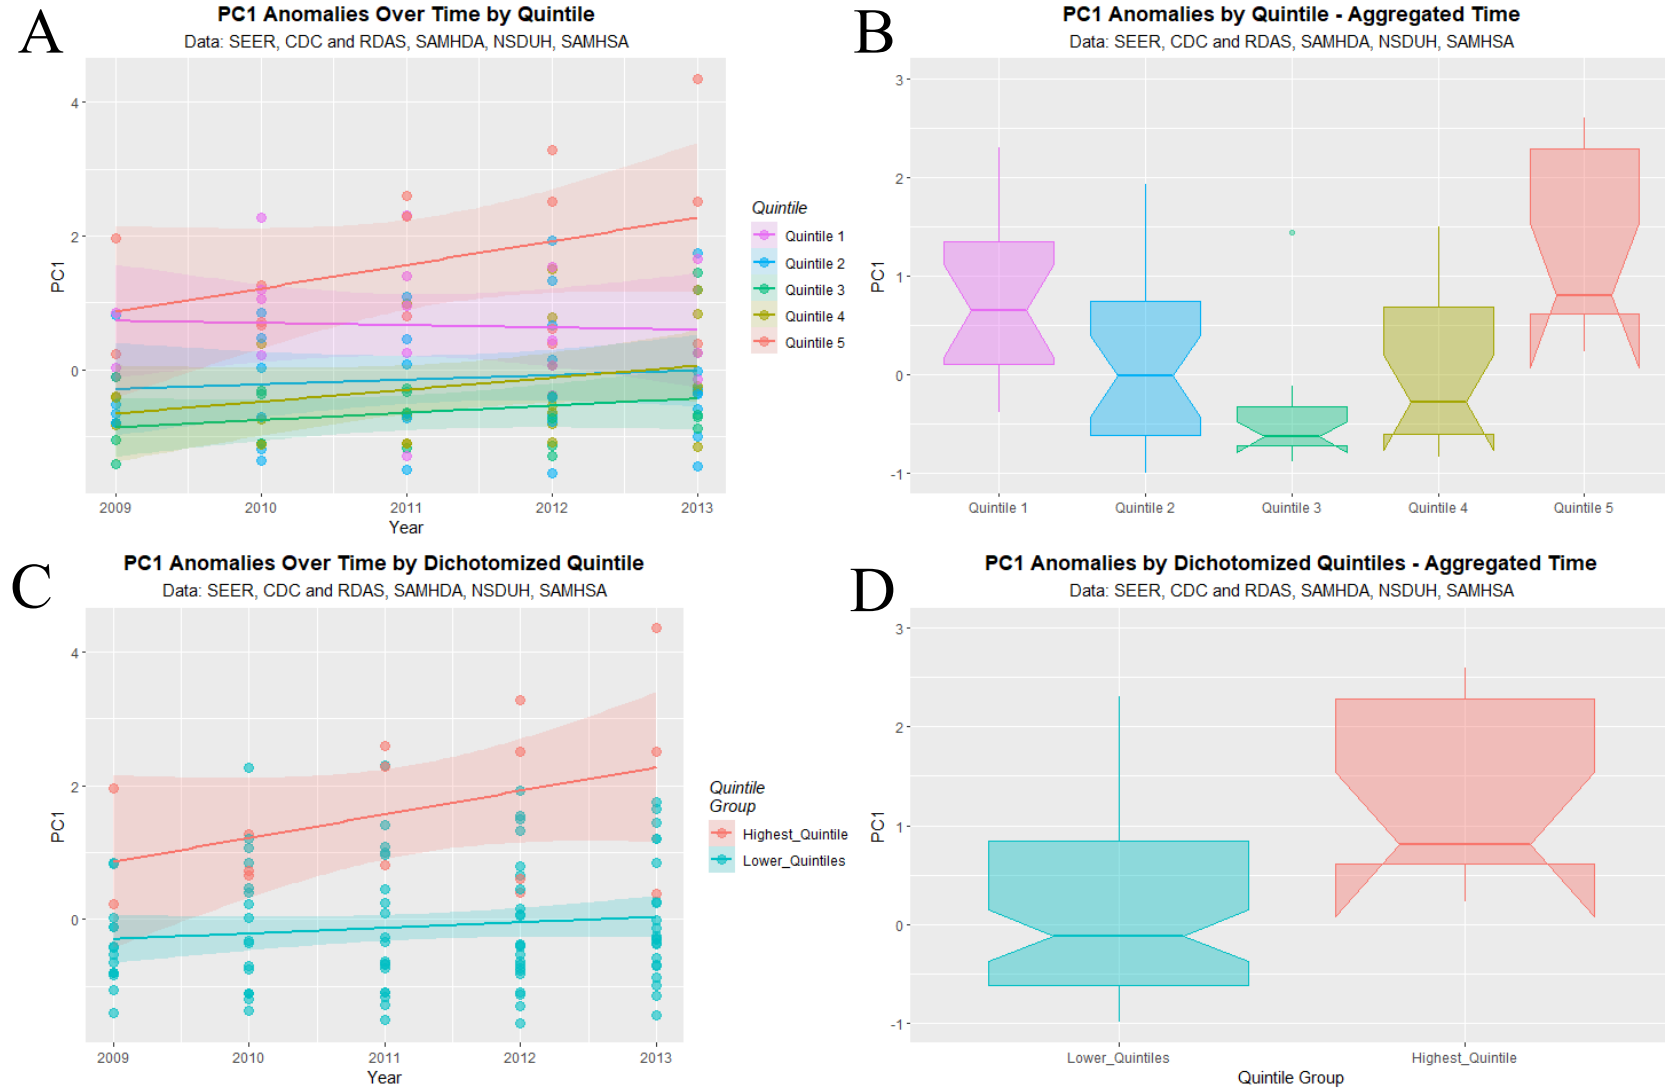 A
PC1 Anomalies Over Time by Quintile
Data: SEER, CDC and RDAS, SAMHDA, NSDUH, SAMHSA
PC1
4
2
0
2009 2010 2011 2012 2013
Year
Quintile
Quintile 1
Quintile 2
Quintile 3
Quintile 4
Quintile 5
B
PC1 Anomalies by Quintile - Aggregated Time
Data: SEER, CDC and RDAS, SAMHDA, NSDUH, SAMHSA
PC1
3
2
1
0
-1
Quintile 1 Quintile 2 Quintile 3 Quintile 4 Quintile 5
C
PC1 Anomalies Over Time by Dichotomized Quintile
Data: SEER, CDC and RDAS, SAMHDA, NSDUH, SAMHSA
PC1
4
2
0
2009 2010 2011 2012 2013
Year
Quintile
Group
Highest_Quintile
Lower_Quintiles
D
PC1 Anomalies by Dichotomized Quintiles - Aggregated Time
Data: SEER, CDC and RDAS, SAMHDA, NSDUH, SAMHSA
PC1
3
2
1
0
-1
Lower_Quintiles Highest_Quintile
Quintile Group